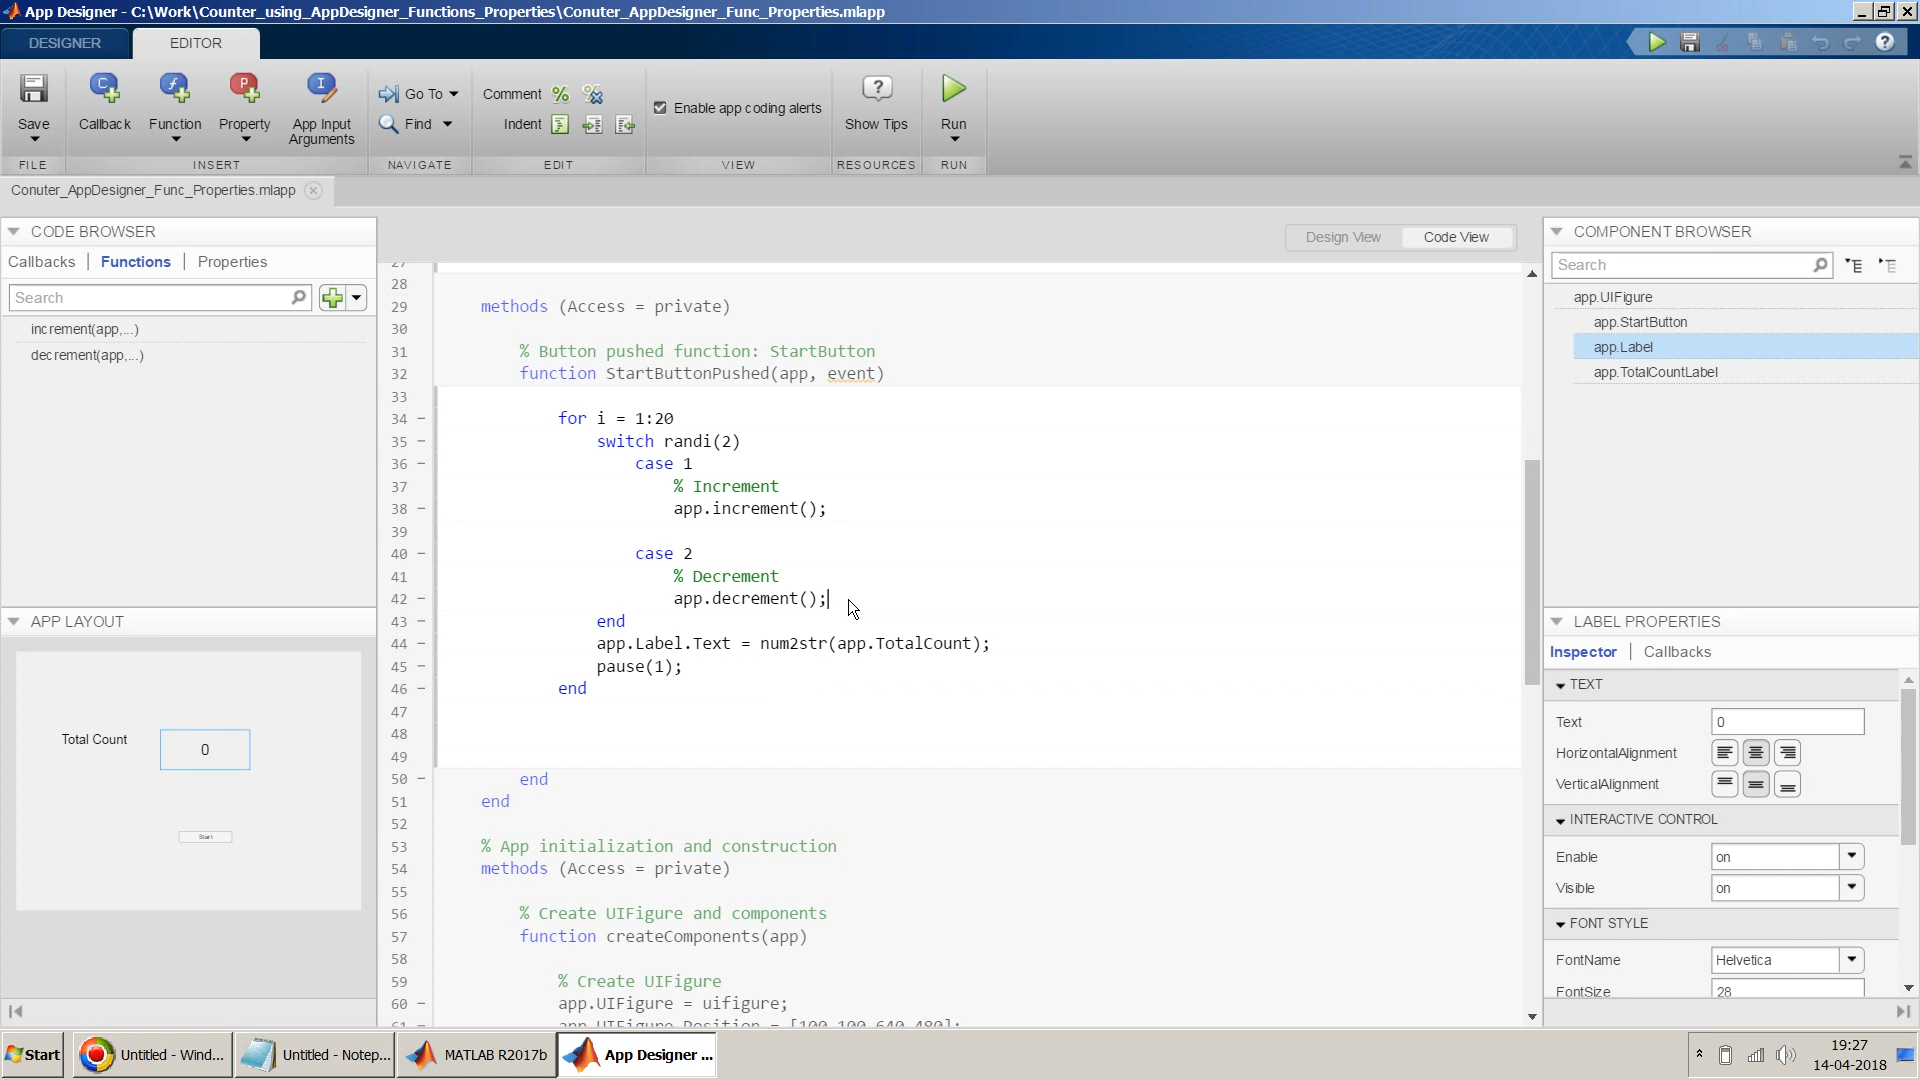 App Designer - C:\Work\Counter_using_AppDesigner_Functions_Properties\Conuter_AppDesigner_Func_Properties.mlapp
DESIGNER
EDITOR
Save
Callback
Function
Property
App Input
Arguments
Go To
Find
Comment
Indent
Enable app coding alerts
Show Tips
Run
FILE
INSERT
NAVIGATE
EDIT
VIEW
RESOURCES
RUN
Conuter_AppDesigner_Func_Properties.mlapp
CODE BROWSER
Callbacks | Functions | Properties
Search
increment(app,...)
decrement(app,...)
APP LAYOUT
Total Count
0
Start
Design View
Code View
28
29 methods (Access = private)
30
31 % Button pushed function: StartButton
32 function StartButtonPushed(app, event)
33
34 – for i = 1:20
35 – switch randi(2)
36 – case 1
37 % Increment
38 – app.increment();
39
40 – case 2
41 % Decrement
42 – app.decrement();
43 – end
44 – app.Label.Text = num2str(app.TotalCount);
45 – pause(1);
46 – end
47
48
49
50 – end
51 end
52
53 % App initialization and construction
54 methods (Access = private)
55
56 % Create UIFigure and components
57 function createComponents(app)
58
59 % Create UIFigure
60 – app.UIFigure = uifigure;
61 – app.UIFigure.Position = [100 100 640 480];
COMPONENT BROWSER
Search
app.UIFigure
app.StartButton
app.Label
app.TotalCountLabel
LABEL PROPERTIES
Inspector | Callbacks
TEXT
Text 0
HorizontalAlignment
VerticalAlignment
INTERACTIVE CONTROL
Enable on
Visible on
FONT STYLE
FontName Helvetica
FontSize 28
Start
Untitled - Wind...
Untitled - Notep...
MATLAB R2017b
App Designer ...
19:27
14-04-2018